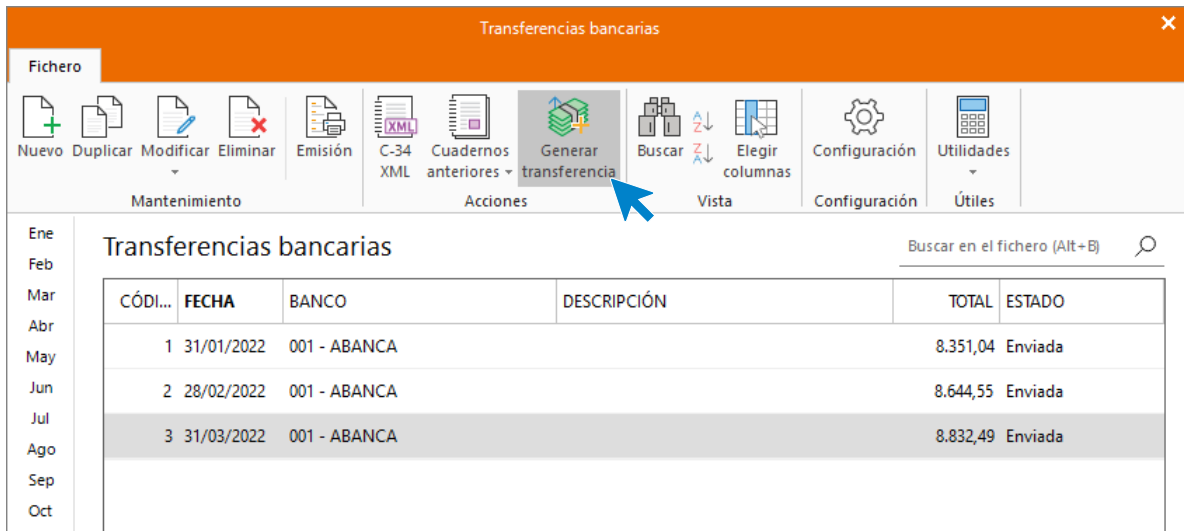 Transferencias bancarias
Fichero
Nuevo Duplicar Modificar Eliminar Emisión C-34 XML Cuadernos anteriores Generar transferencia Buscar Elegir columnas Configuración Utilidades
Mantenimiento Acciones Vista Configuración Útiles
Transferencias bancarias Buscar en el fichero (Alt+B)
CÓDI... FECHA BANCO DESCRIPCIÓN TOTAL ESTADO
1 31/01/2022 001 - ABANCA 8.351,04 Enviada
2 28/02/2022 001 - ABANCA 8.644,55 Enviada
3 31/03/2022 001 - ABANCA 8.832,49 Enviada
Ene
Feb
Mar
Abr
May
Jun
Jul
Ago
Sep
Oct